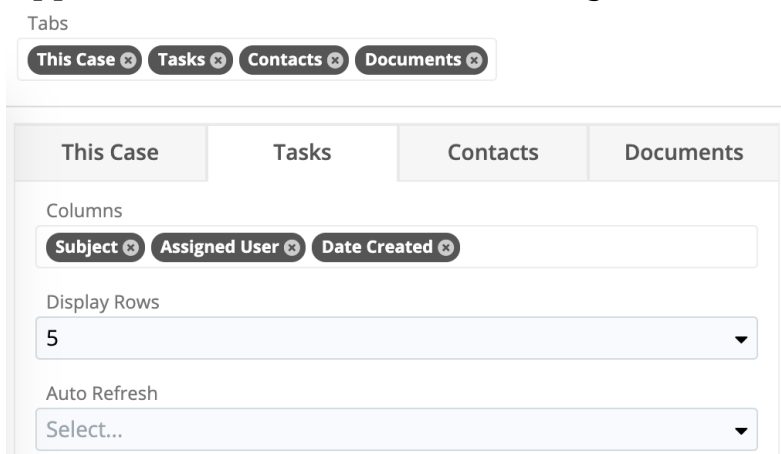 Tabs
This Case Tasks Contacts Documents
This Case Tasks Contacts Documents
Columns
Subject Assigned User Date Created
Display Rows
5
Auto Refresh
Select...